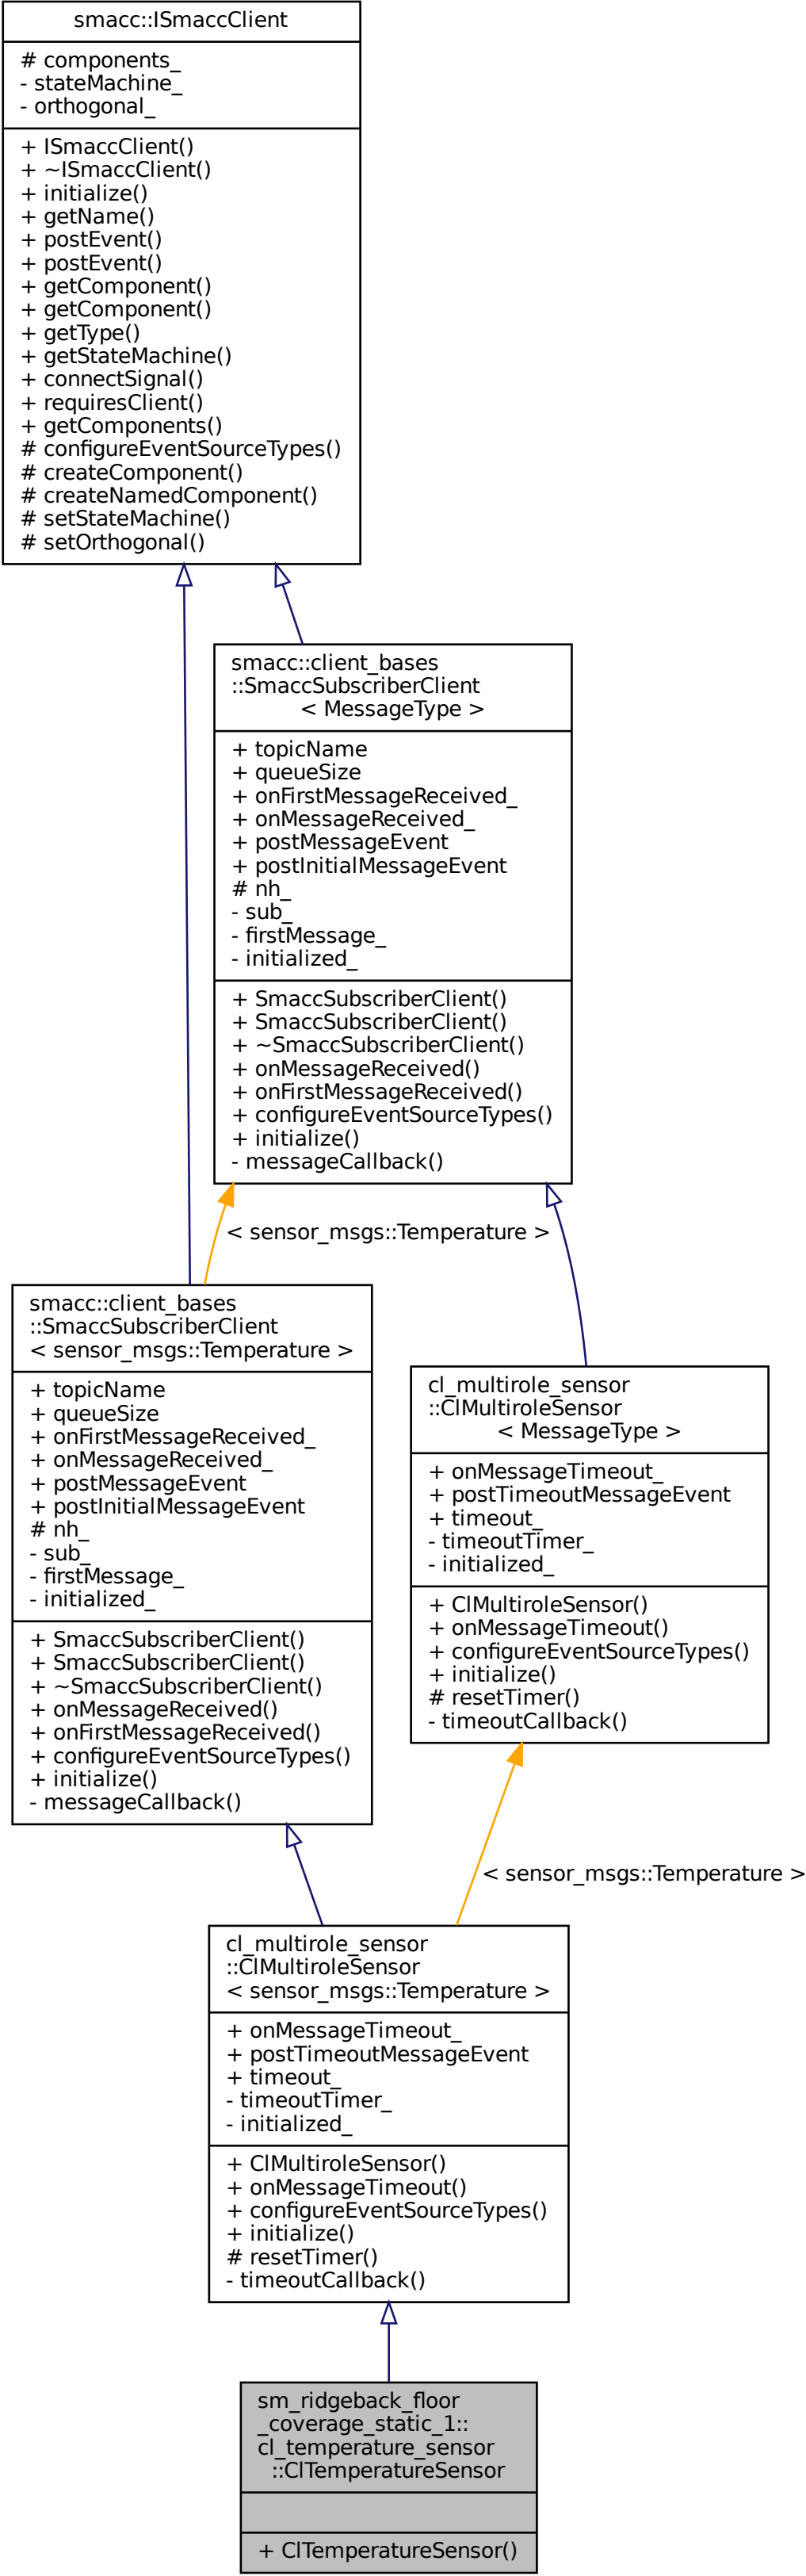 smacc::ISmaccClient
# components_
- stateMachine_
- orthogonal_
+ ISmaccClient()
+ ~ISmaccClient()
+ initialize()
+ getName()
+ postEvent()
+ postEvent()
+ getComponent()
+ getComponent()
+ getType()
+ getStateMachine()
+ connectSignal()
+ requiresClient()
+ getComponents()
# configureEventSourceTypes()
# createComponent()
# createNamedComponent()
# setStateMachine()
# setOrthogonal()
smacc::client_bases
::SmaccSubscriberClient
< MessageType >
+ topicName
+ queueSize
+ onFirstMessageReceived_
+ onMessageReceived_
+ postMessageEvent
+ postInitialMessageEvent
# nh_
- sub_
- firstMessage_
- initialized_
+ SmaccSubscriberClient()
+ SmaccSubscriberClient()
+ ~SmaccSubscriberClient()
+ onMessageReceived()
+ onFirstMessageReceived()
+ configureEventSourceTypes()
+ initialize()
- messageCallback()
< sensor_msgs::Temperature >
smacc::client_bases
::SmaccSubscriberClient
< sensor_msgs::Temperature >
+ topicName
+ queueSize
+ onFirstMessageReceived_
+ onMessageReceived_
+ postMessageEvent
+ postInitialMessageEvent
# nh_
- sub_
- firstMessage_
- initialized_
+ SmaccSubscriberClient()
+ SmaccSubscriberClient()
+ ~SmaccSubscriberClient()
+ onMessageReceived()
+ onFirstMessageReceived()
+ configureEventSourceTypes()
+ initialize()
- messageCallback()
cl_multirole_sensor
::ClMultiroleSensor
< MessageType >
+ onMessageTimeout_
+ postTimeoutMessageEvent
+ timeout_
- timeoutTimer_
- initialized_
+ ClMultiroleSensor()
+ onMessageTimeout()
+ configureEventSourceTypes()
+ initialize()
# resetTimer()
- timeoutCallback()
< sensor_msgs::Temperature >
cl_multirole_sensor
::ClMultiroleSensor
< sensor_msgs::Temperature >
+ onMessageTimeout_
+ postTimeoutMessageEvent
+ timeout_
- timeoutTimer_
- initialized_
+ ClMultiroleSensor()
+ onMessageTimeout()
+ configureEventSourceTypes()
+ initialize()
# resetTimer()
- timeoutCallback()
sm_ridgeback_floor
_coverage_static_1::
cl_temperature_sensor
::ClTemperatureSensor
+ ClTemperatureSensor()